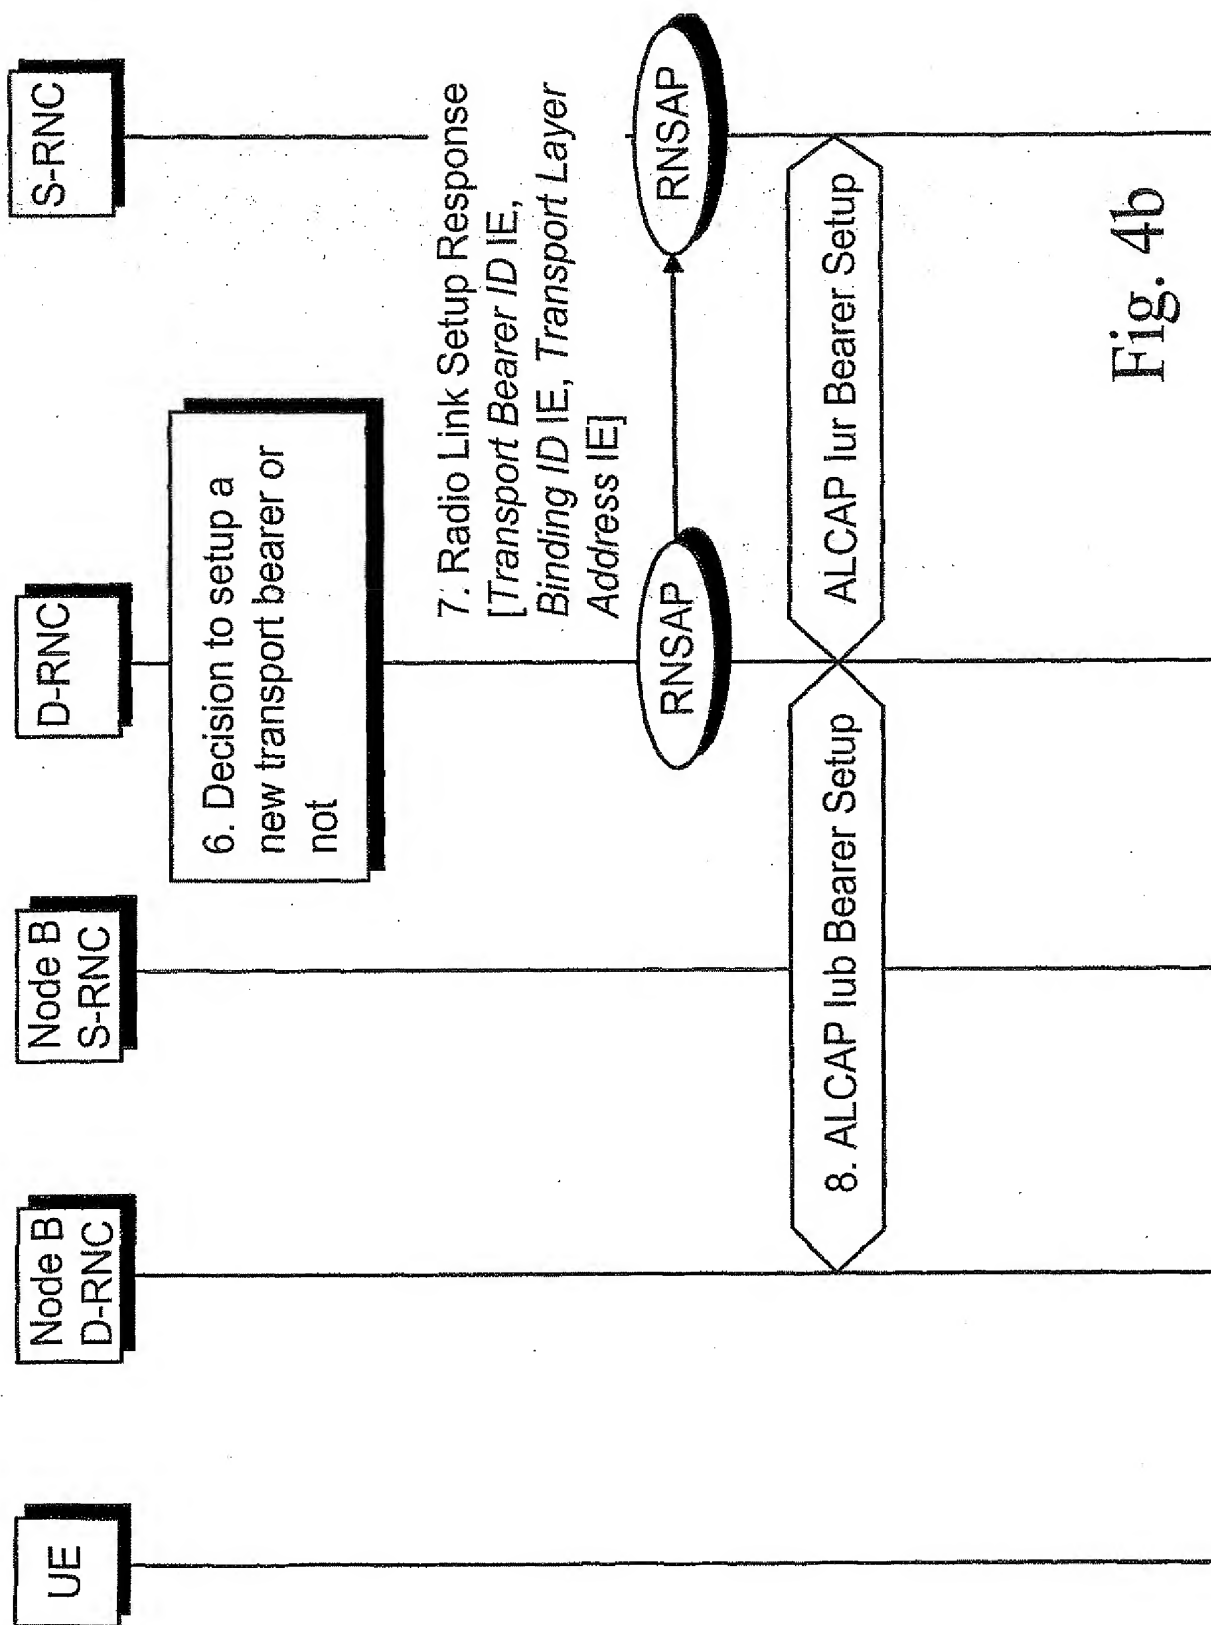 UE
Node B
D-RNC
Node B
S-RNC
D-RNC
S-RNC
6. Decision to setup a
new transport bearer or
not
7. Radio Link Setup Response
[Transport Bearer ID IE,
Binding ID IE, Transport Layer
Address IE]
RNSAP
RNSAP
8. ALCAP Iub Bearer Setup
ALCAP Iur Bearer Setup
Fig. 4b